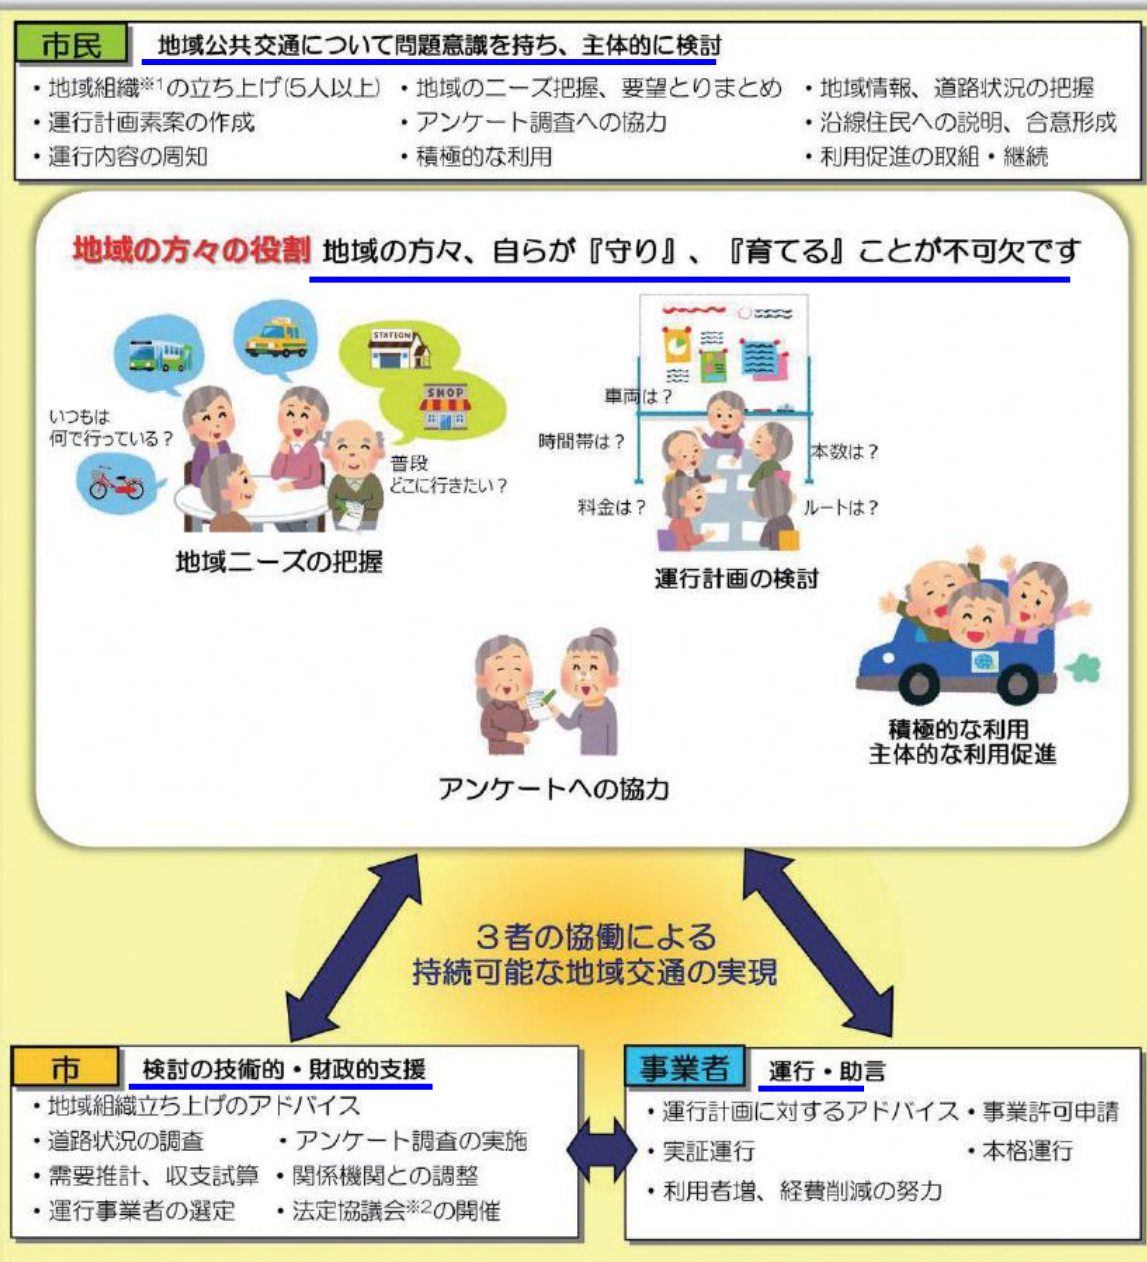 市民 地域公共交通について問題意識を持ち、主体的に検討
・地域組織※1の立ち上げ(5人以上) ・地域のニーズ把握、要望とりまとめ ・地域情報、道路状況の把握
・運行計画素案の作成 ・アンケート調査への協力 ・沿線住民への説明、合意形成
・運行内容の周知 ・積極的な利用 ・利用促進の取組・継続
地域の方々の役割 地域の方々、自らが『守り』、『育てる』ことが不可欠です
STATION
SHOP
いつもは
何で行っている？
普段
どこに行きたい？
地域ニーズの把握
車両は？
時間帯は？
本数は？
料金は？
ルートは？
運行計画の検討
アンケートへの協力
積極的な利用
主体的な利用促進
３者の協働による
持続可能な地域交通の実現
市 検討の技術的・財政的支援
・地域組織立ち上げのアドバイス
・道路状況の調査 ・アンケート調査の実施
・需要推計、収支試算 ・関係機関との調整
・運行事業者の選定 ・法定協議会※2の開催
事業者 運行・助言
・運行計画に対するアドバイス ・事業許可申請
・実証運行 ・本格運行
・利用者増、経費削減の努力